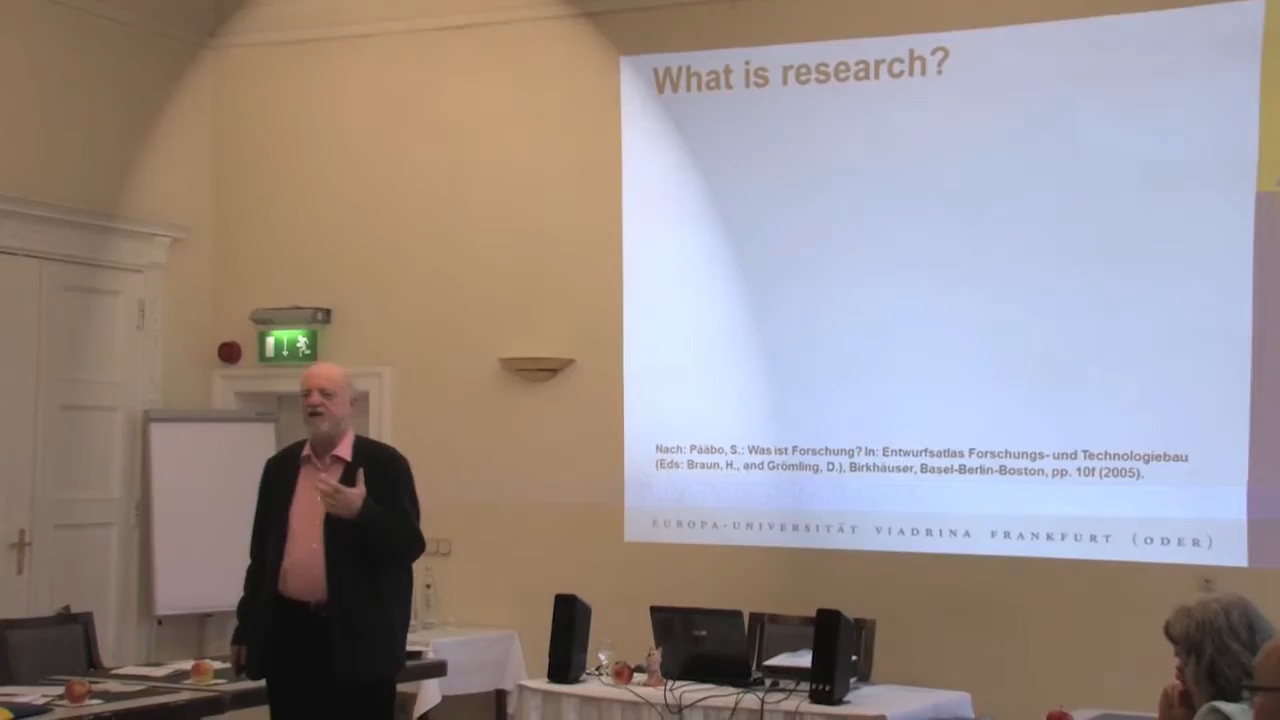 What is research?
Nach: Pääbo, S.: Was ist Forschung? In: Entwurfsatlas Forschungs- und Technologiebau
(Eds: Braun, H., and Grömling, D.), Birkhäuser, Basel-Berlin-Boston, pp. 10f (2005).
EUROPA-UNIVERSITÄT VIADRINA FRANKFURT (ODER)